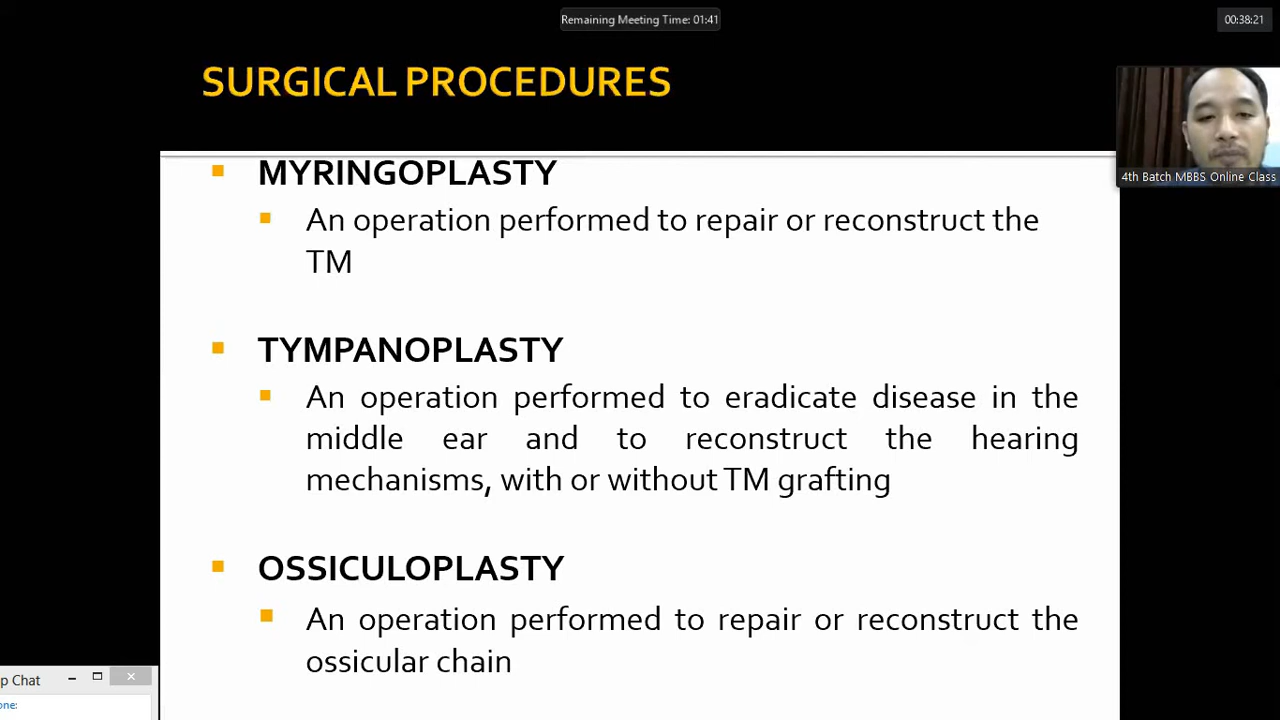 Remaining Meeting Time: 01:41
00:38:21
SURGICAL PROCEDURES
4th Batch MBBS Online Class
MYRINGOPLASTY
An operation performed to repair or reconstruct the
TM
TYMPANOPLASTY
An operation performed to eradicate disease in the
middle ear and to reconstruct the hearing
mechanisms, with or without TM grafting
OSSICULOPLASTY
An operation performed to repair or reconstruct the
ossicular chain
p Chat
one: